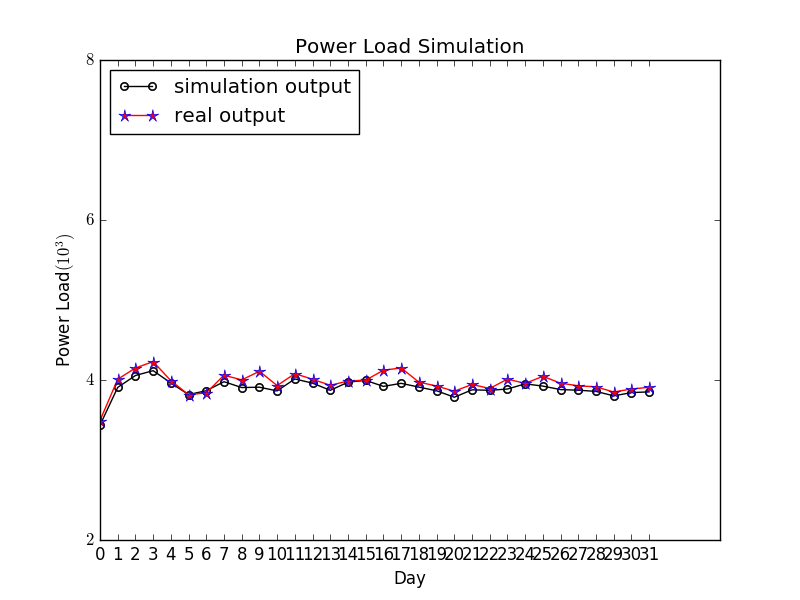 Power Load Simulation
simulation output
real output
8
6
4
2
Power Load(10³)
0 1 2 3 4 5 6 7 8 9 10 11 12 13 14 15 16 17 18 19 20 21 22 23 24 25 26 27 28 29 30 31
Day